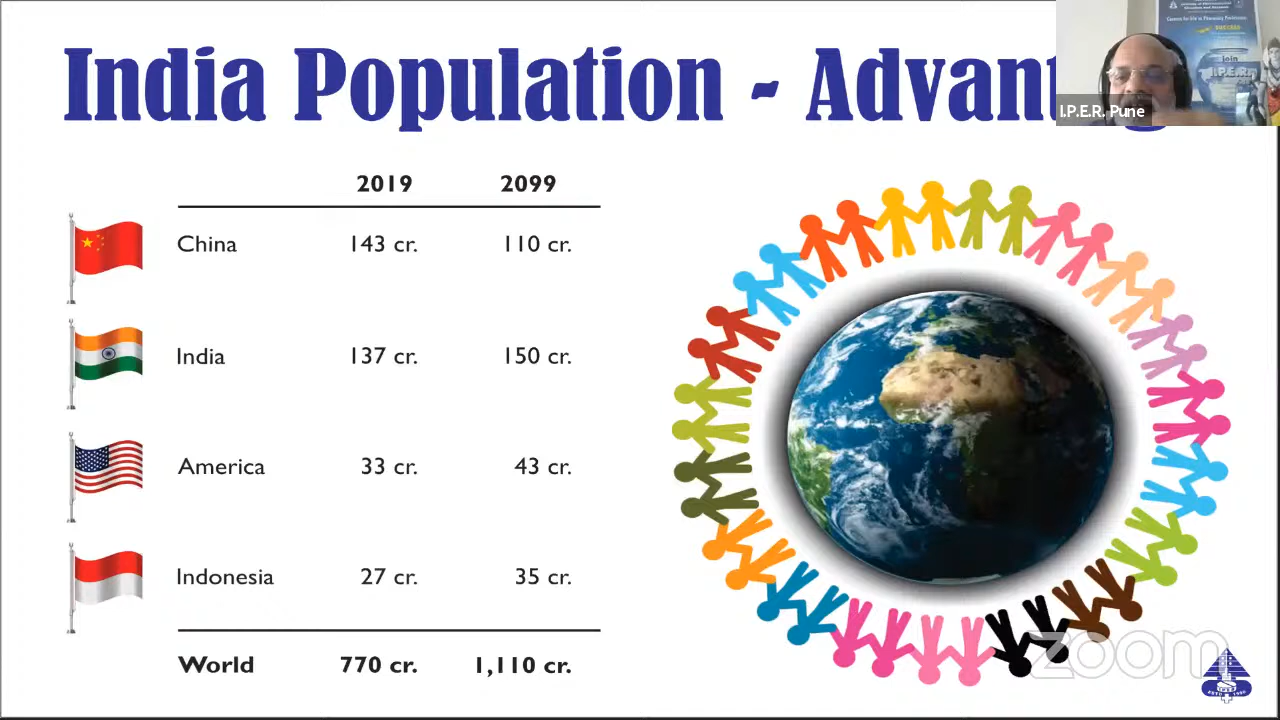 India Population - Advant
I.P.E.R. Pune
join
I.P.E.R.
2019 2099
China 143 cr. 110 cr.
India 137 cr. 150 cr.
America 33 cr. 43 cr.
Indonesia 27 cr. 35 cr.
World 770 cr. 1,110 cr.
zoom